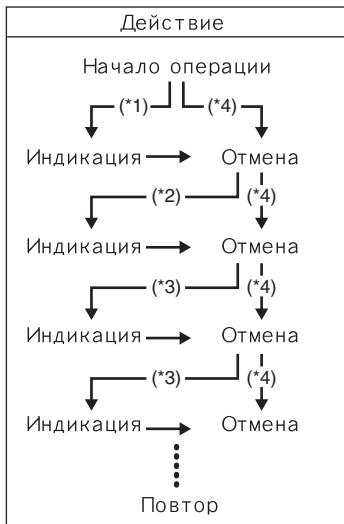 Действие
Начало операции
(*1) (*4)
Индикация Отмена
(*2) (*4)
Индикация Отмена
(*3) (*4)
Индикация Отмена
(*3) (*4)
Индикация Отмена
Повтор